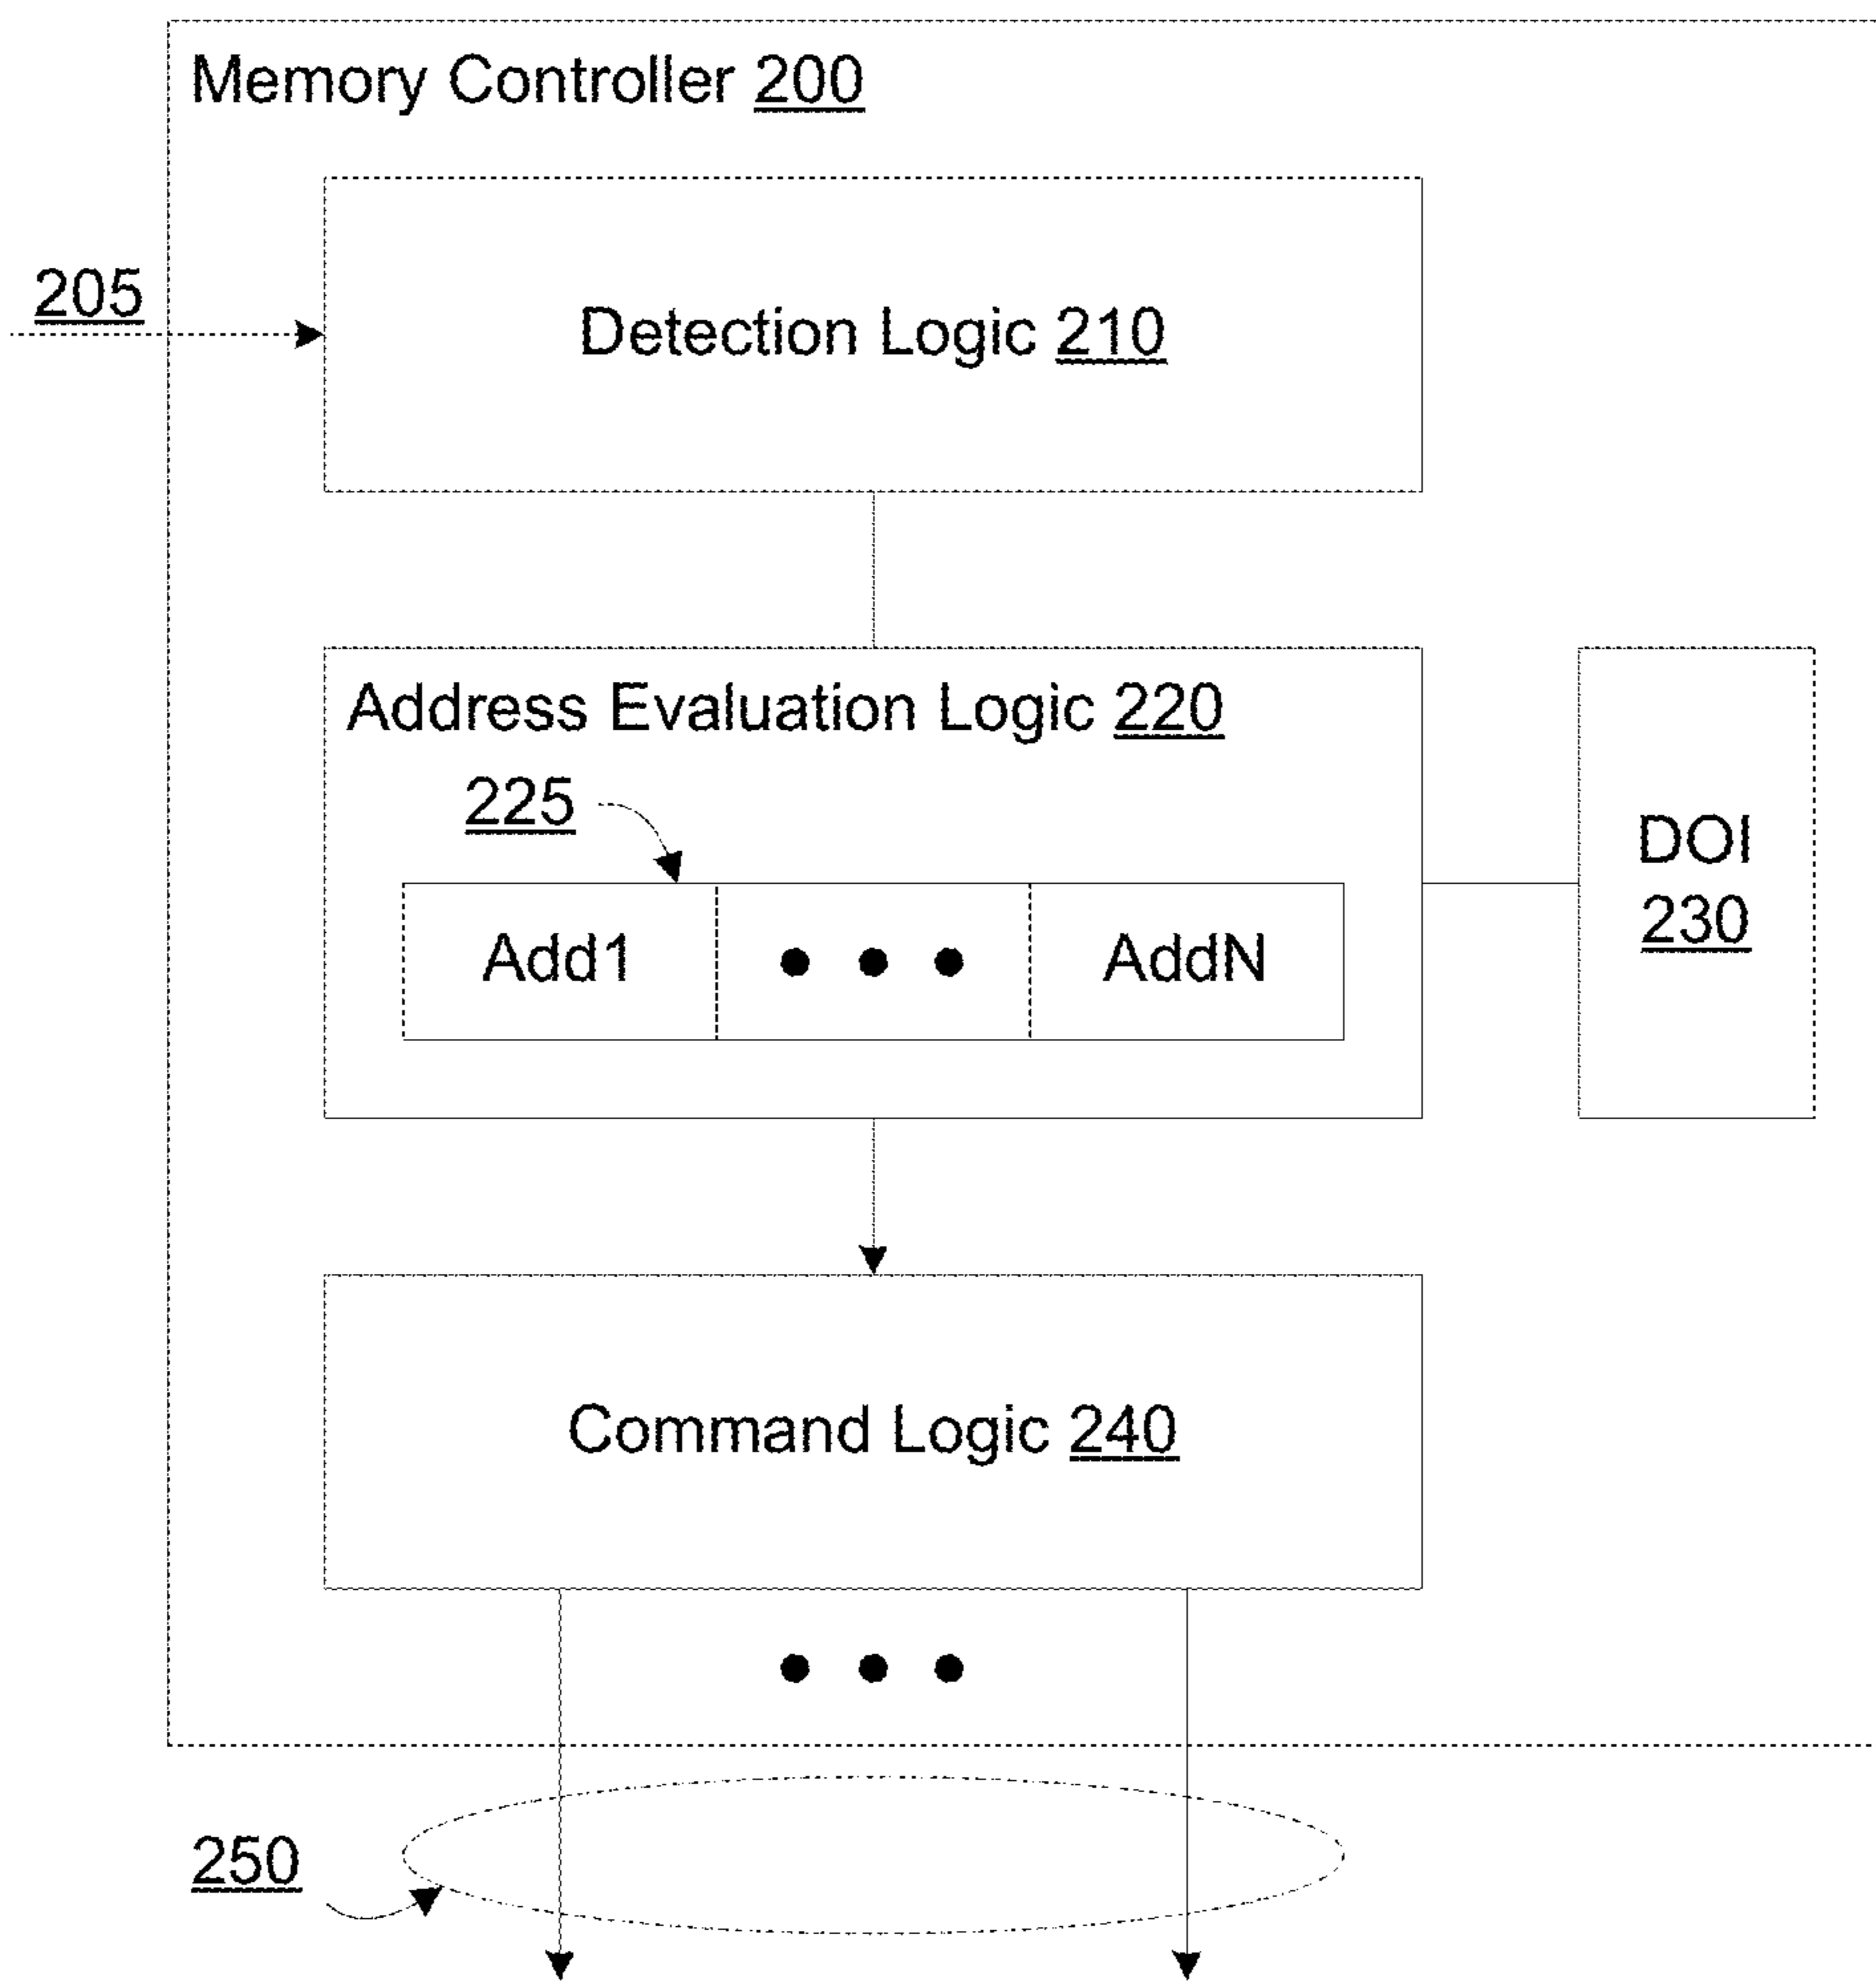 Memory Controller 200
205
Detection Logic 210
Address Evaluation Logic 220
225
Add1 ● ● ● AddN
DOI
230
Command Logic 240
● ● ●
250